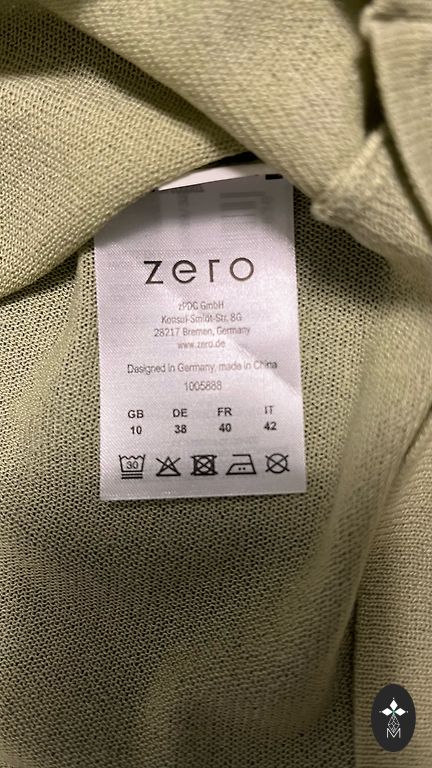 zero
zPDC GmbH
Konsul-Smidt-Str. 8G
28217 Bremen, Germany
www.zero.de
Designed in Germany, made in China
1005888
GB DE FR IT
10 38 40 42
30
M